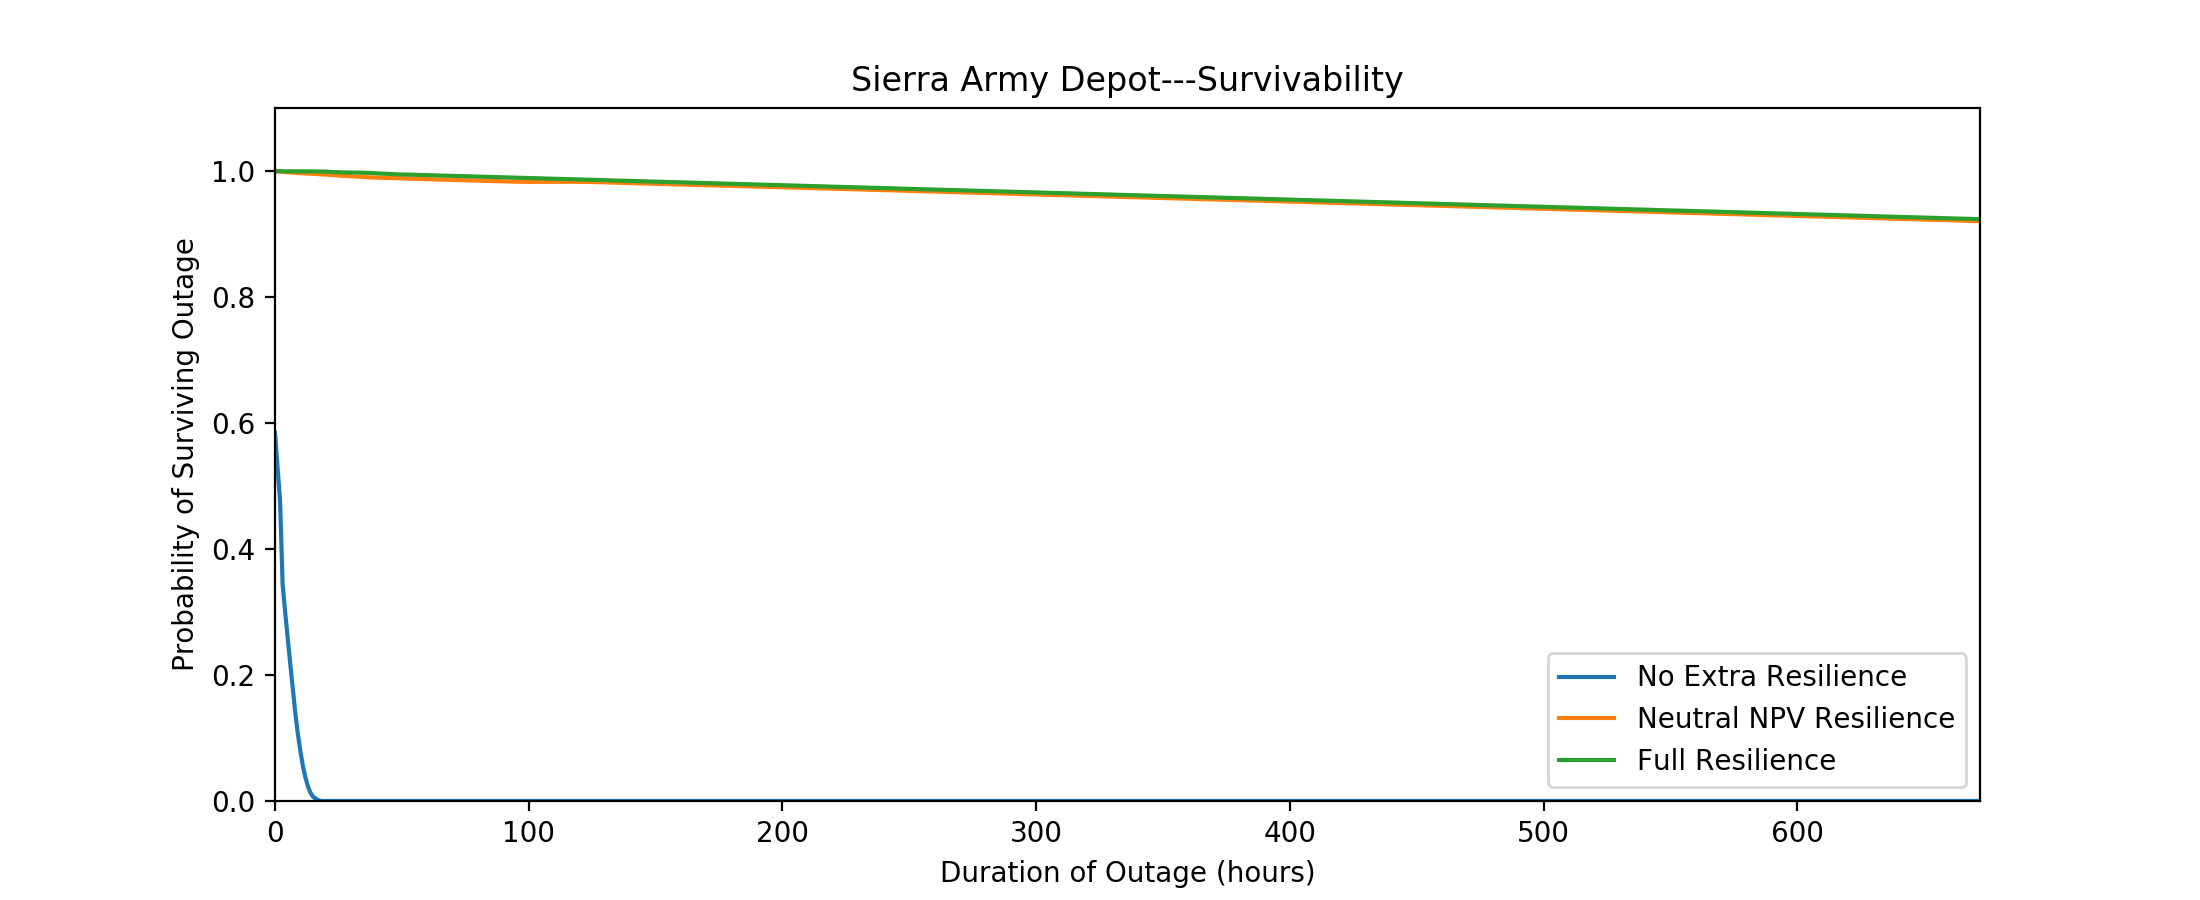 Sierra Army Depot---Survivability
Probability of Surviving Outage
1.0
0.8
0.6
0.4
0.2
0.0
No Extra Resilience
Neutral NPV Resilience
Full Resilience
0 100 200 300 400 500 600
Duration of Outage (hours)